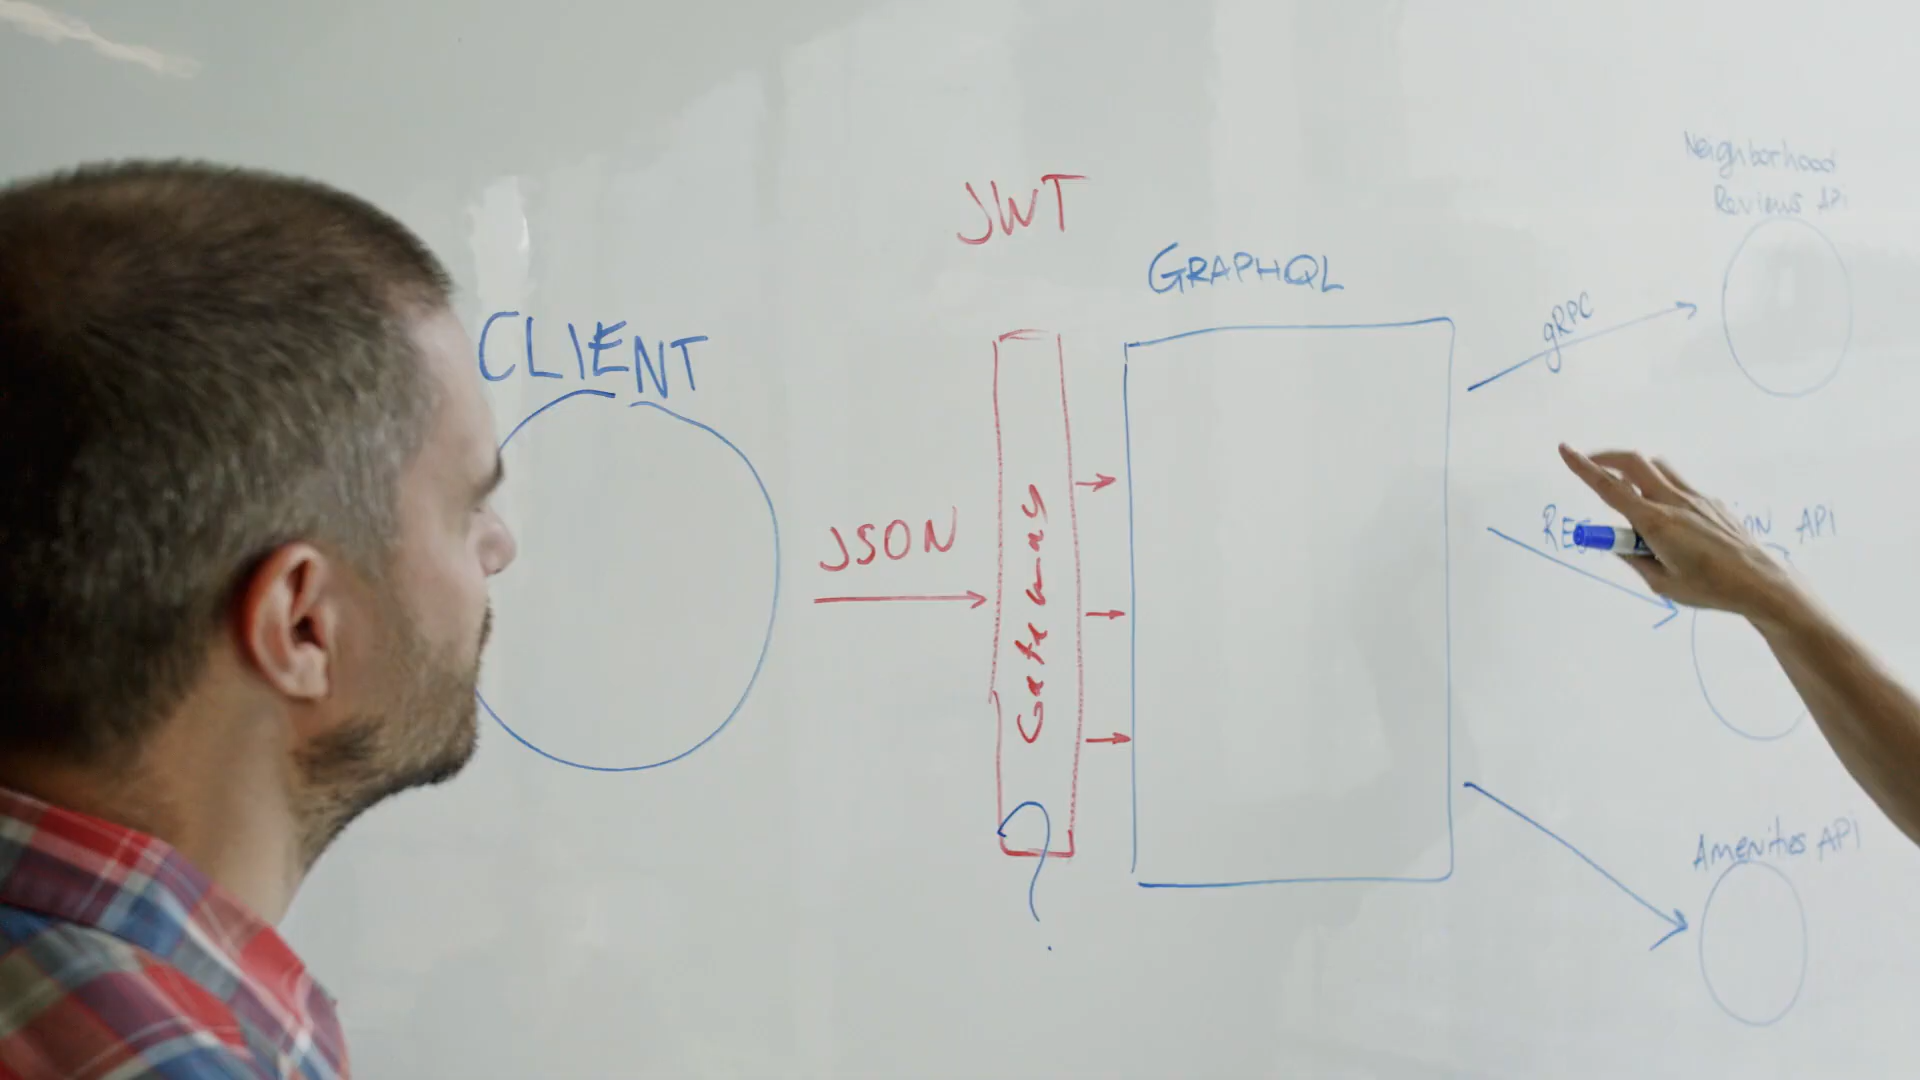 JWT
GRAPHQL
CLIENT
JSON
Gateway
?
gRPC
Neighborhood
Reviews API
API
Amenities API